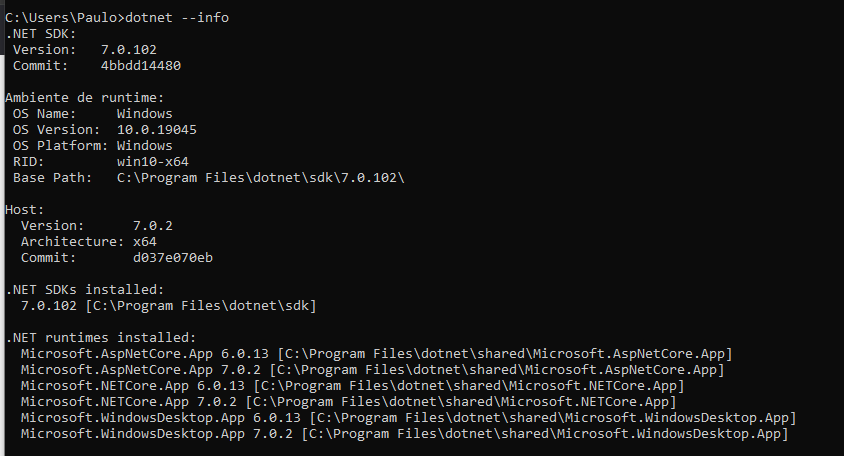 C:\Users\Paulo>dotnet --info
.NET SDK:
 Version:   7.0.102
 Commit:    4bbdd14480
Ambiente de runtime:
 OS Name:     Windows
 OS Version:  10.0.19045
 OS Platform: Windows
 RID:         win10-x64
 Base Path:   C:\Program Files\dotnet\sdk\7.0.102\
Host:
  Version:      7.0.2
  Architecture: x64
  Commit:       d037e070eb
.NET SDKs installed:
  7.0.102 [C:\Program Files\dotnet\sdk]
.NET runtimes installed:
  Microsoft.AspNetCore.App 6.0.13 [C:\Program Files\dotnet\shared\Microsoft.AspNetCore.App]
  Microsoft.AspNetCore.App 7.0.2 [C:\Program Files\dotnet\shared\Microsoft.AspNetCore.App]
  Microsoft.NETCore.App 6.0.13 [C:\Program Files\dotnet\shared\Microsoft.NETCore.App]
  Microsoft.NETCore.App 7.0.2 [C:\Program Files\dotnet\shared\Microsoft.NETCore.App]
  Microsoft.WindowsDesktop.App 6.0.13 [C:\Program Files\dotnet\shared\Microsoft.WindowsDesktop.App]
  Microsoft.WindowsDesktop.App 7.0.2 [C:\Program Files\dotnet\shared\Microsoft.WindowsDesktop.App]